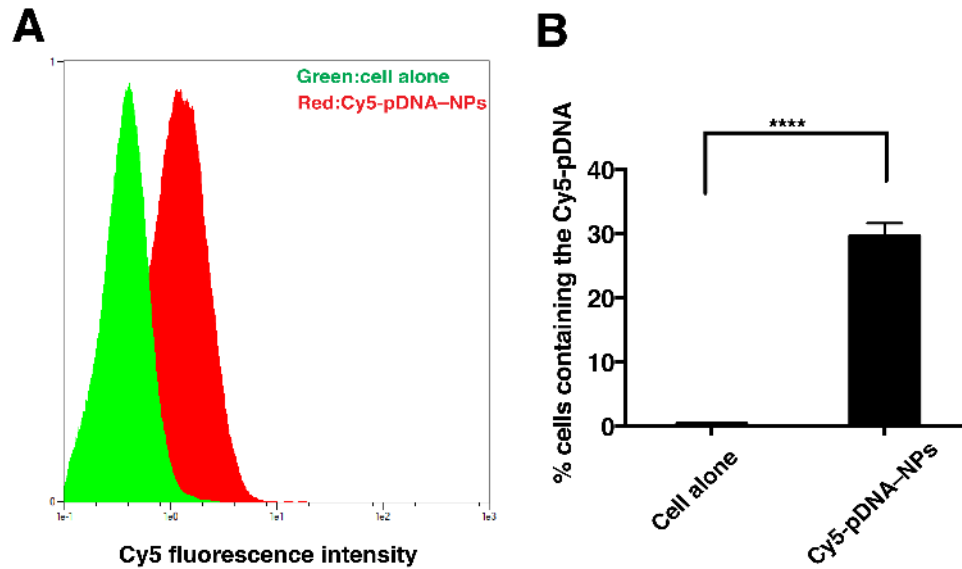 A
1
Green:cell alone
Red:Cy5-pDNA–NPs
0
1e-1 1e0 1e1 1e2 1e3
Cy5 fluorescence intensity
B
****
% cells containing the Cy5-pDNA
40
30
20
10
0
Cell alone
Cy5-pDNA–NPs